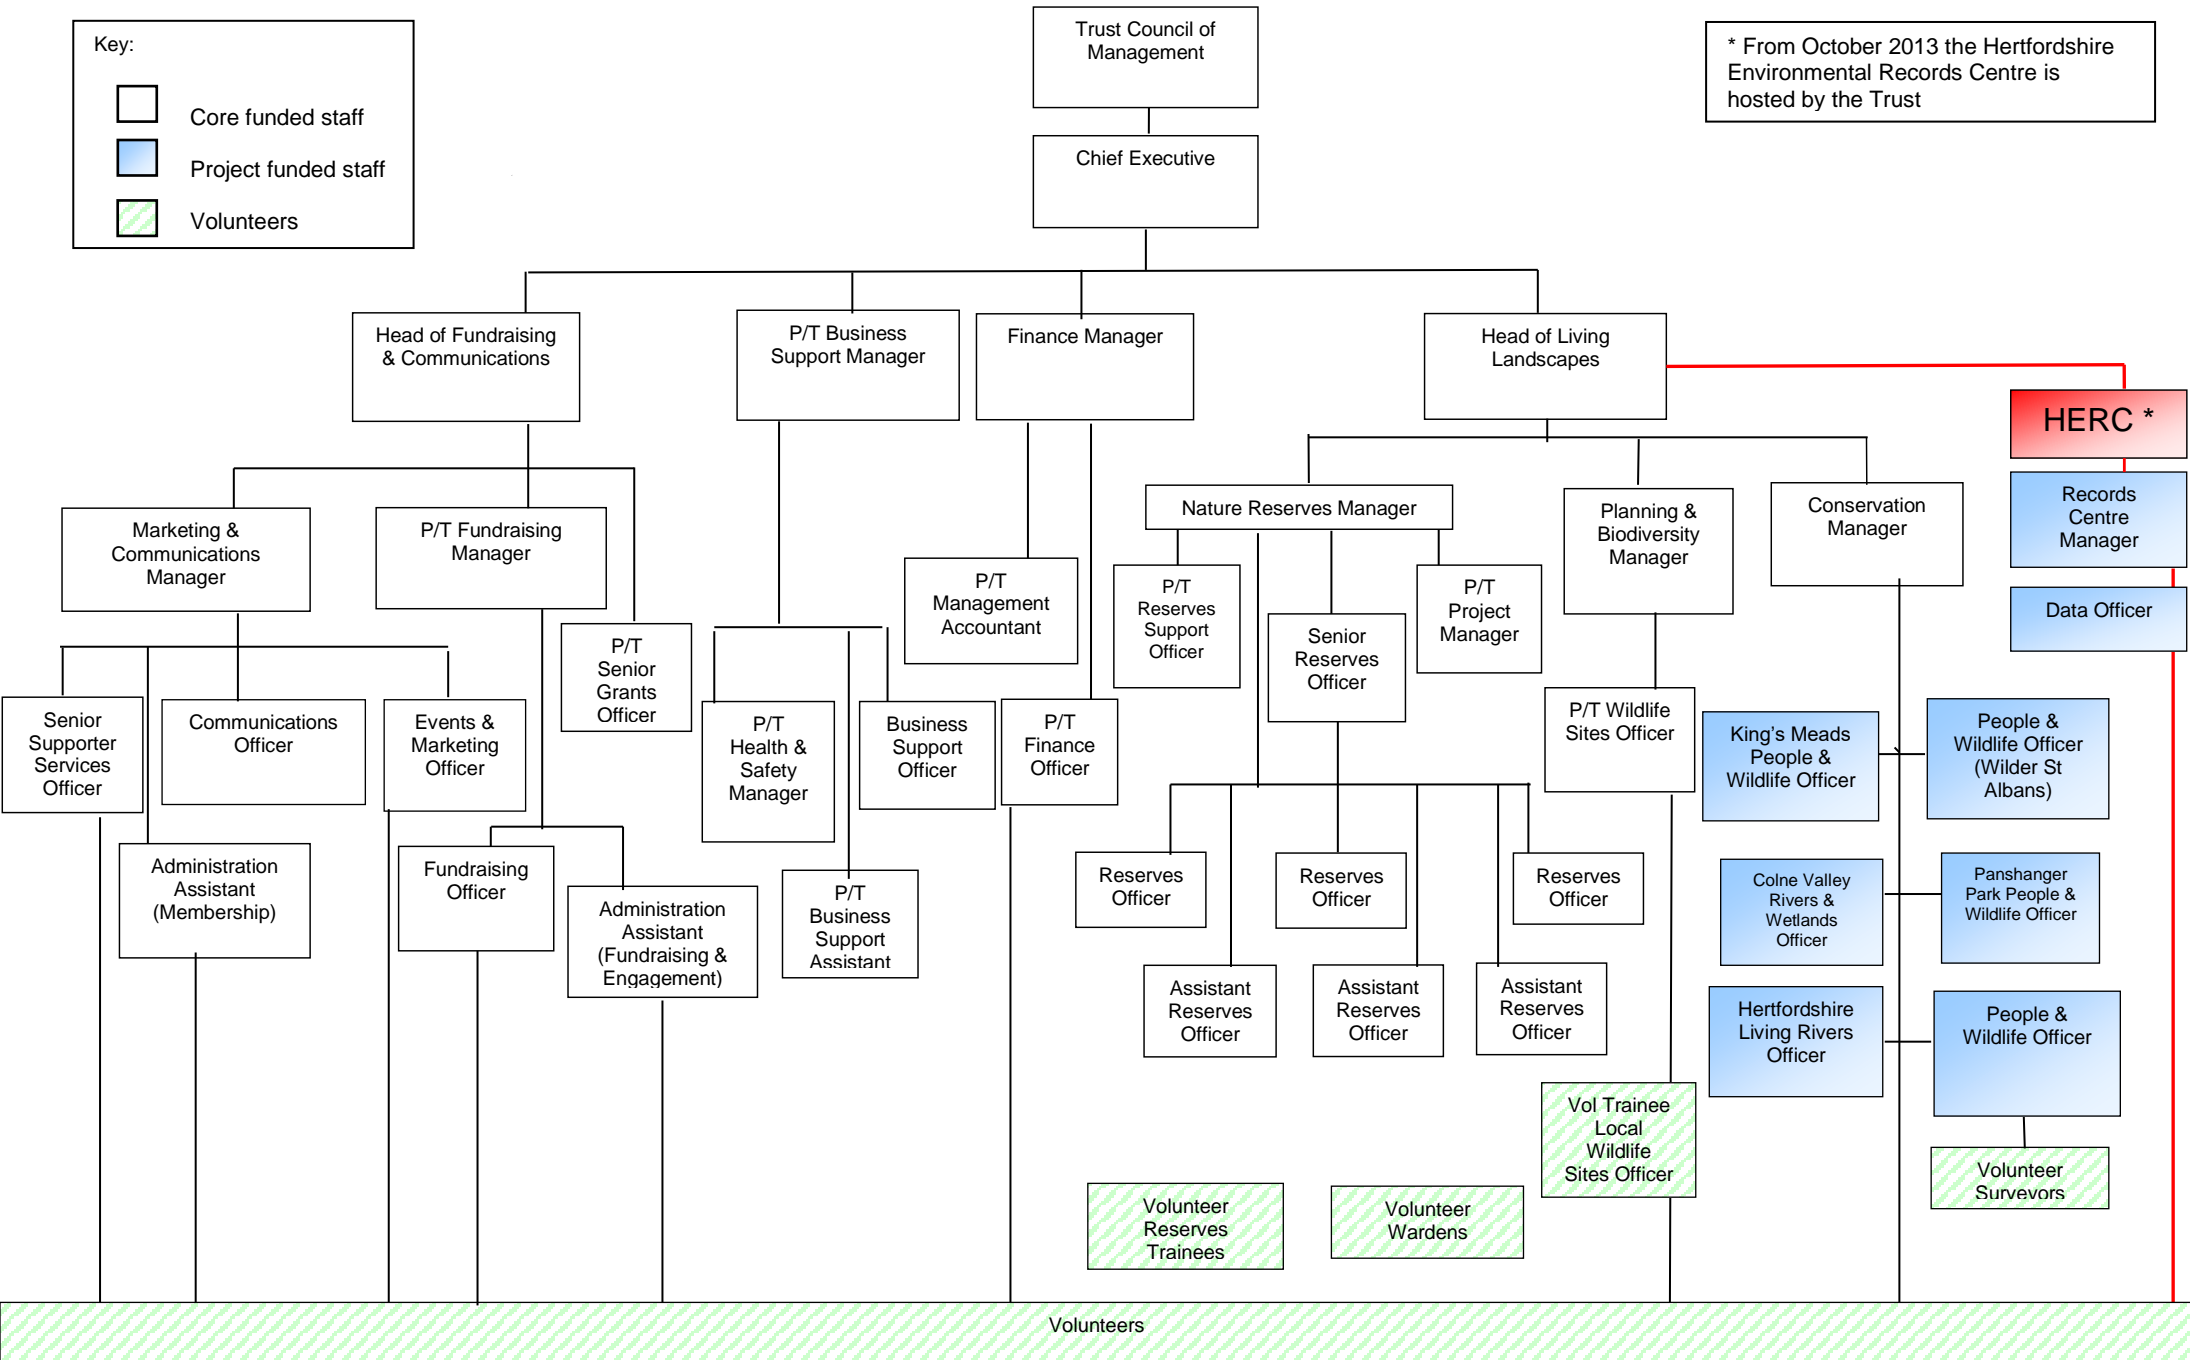 Key:
Core funded staff
Project funded staff
Volunteers
Trust Council of
Management
* From October 2013 the Hertfordshire
Environmental Records Centre is
hosted by the Trust
Chief Executive
Head of Fundraising
& Communications
P/T Business
Support Manager
Finance Manager
Head of Living
Landscapes
HERC *
Records
Centre
Manager
Data Officer
Marketing &
Communications
Manager
P/T Fundraising
Manager
P/T
Senior
Grants
Officer
P/T
Management
Accountant
Nature Reserves Manager
Planning &
Biodiversity
Manager
Conservation
Manager
P/T
Reserves
Support
Officer
Senior
Reserves
Officer
P/T
Project
Manager
Senior
Supporter
Services
Officer
Communications
Officer
Events &
Marketing
Officer
P/T
Health &
Safety
Manager
Business
Support
Officer
P/T
Finance
Officer
P/T Wildlife
Sites Officer
King's Meads
People &
Wildlife Officer
People &
Wildlife Officer
(Wilder St
Albans)
Administration
Assistant
(Membership)
Fundraising
Officer
Administration
Assistant
(Fundraising &
Engagement)
P/T
Business
Support
Assistant
Reserves
Officer
Reserves
Officer
Reserves
Officer
Colne Valley
Rivers &
Wetlands
Officer
Panshanger
Park People &
Wildlife Officer
Assistant
Reserves
Officer
Assistant
Reserves
Officer
Assistant
Reserves
Officer
Hertfordshire
Living Rivers
Officer
People &
Wildlife Officer
Vol Trainee
Local
Wildlife
Sites Officer
Volunteer
Surveyors
Volunteer
Reserves
Trainees
Volunteer
Wardens
Volunteers